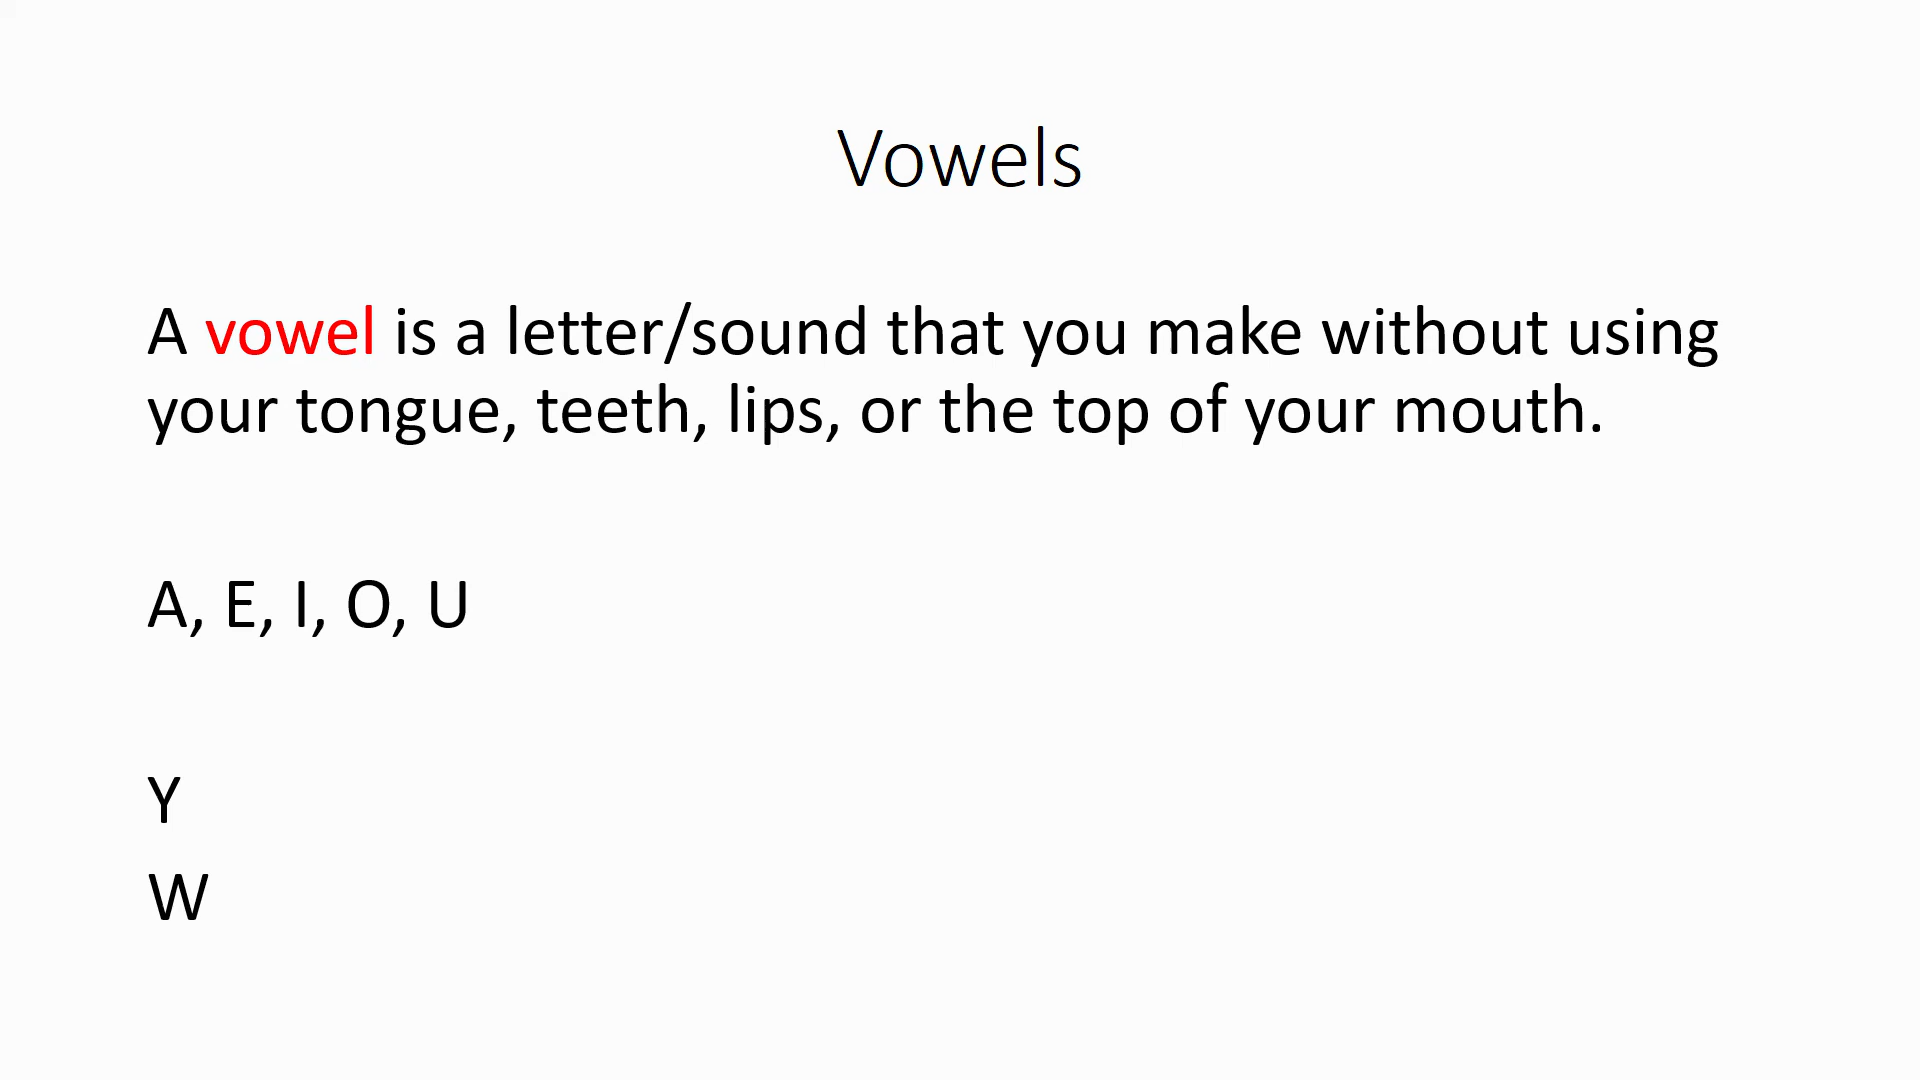 Vowels
A vowel is a letter/sound that you make without using
your tongue, teeth, lips, or the top of your mouth.
A, E, I, O, U
Y
W